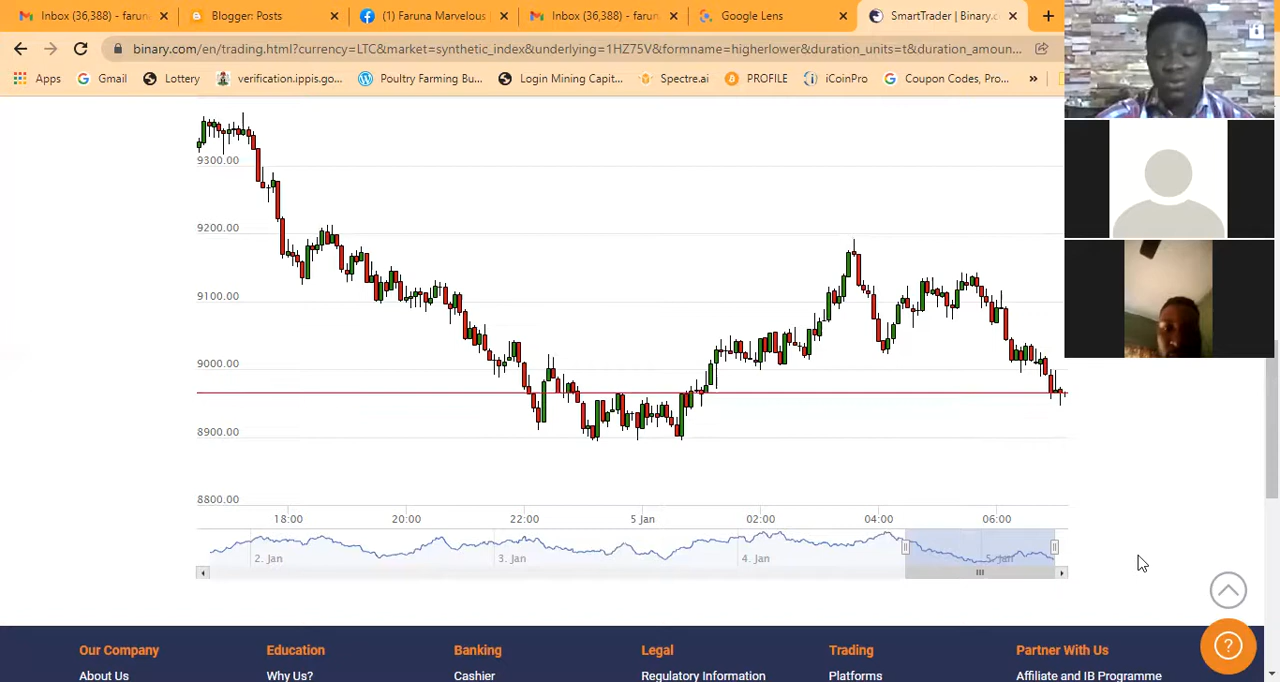 Inbox (36,388) - farun
Blogger: Posts
(1) Faruna Marvelous
Inbox (36,388) - farun
Google Lens
SmartTrader | Binary.c
binary.com/en/trading.html?currency=LTC&market=synthetic_index&underlying=1HZ75V&formname=higherlower&duration_units=t&duration_amoun...
Apps
Gmail
Lottery
verification.ippis.go...
Poultry Farming Bu...
Login Mining Capit...
Spectre.ai
PROFILE
iCoinPro
Coupon Codes, Pro...
»
9300.00
9200.00
9100.00
9000.00
8900.00
8800.00
18:00 20:00 22:00 5 Jan 02:00 04:00 06:00
2. Jan 3. Jan 4. Jan 5. Jan
?
Our Company Education Banking Legal Trading Partner With Us
About Us Why Us? Cashier Regulatory Information Platforms Affiliate and IB Programme